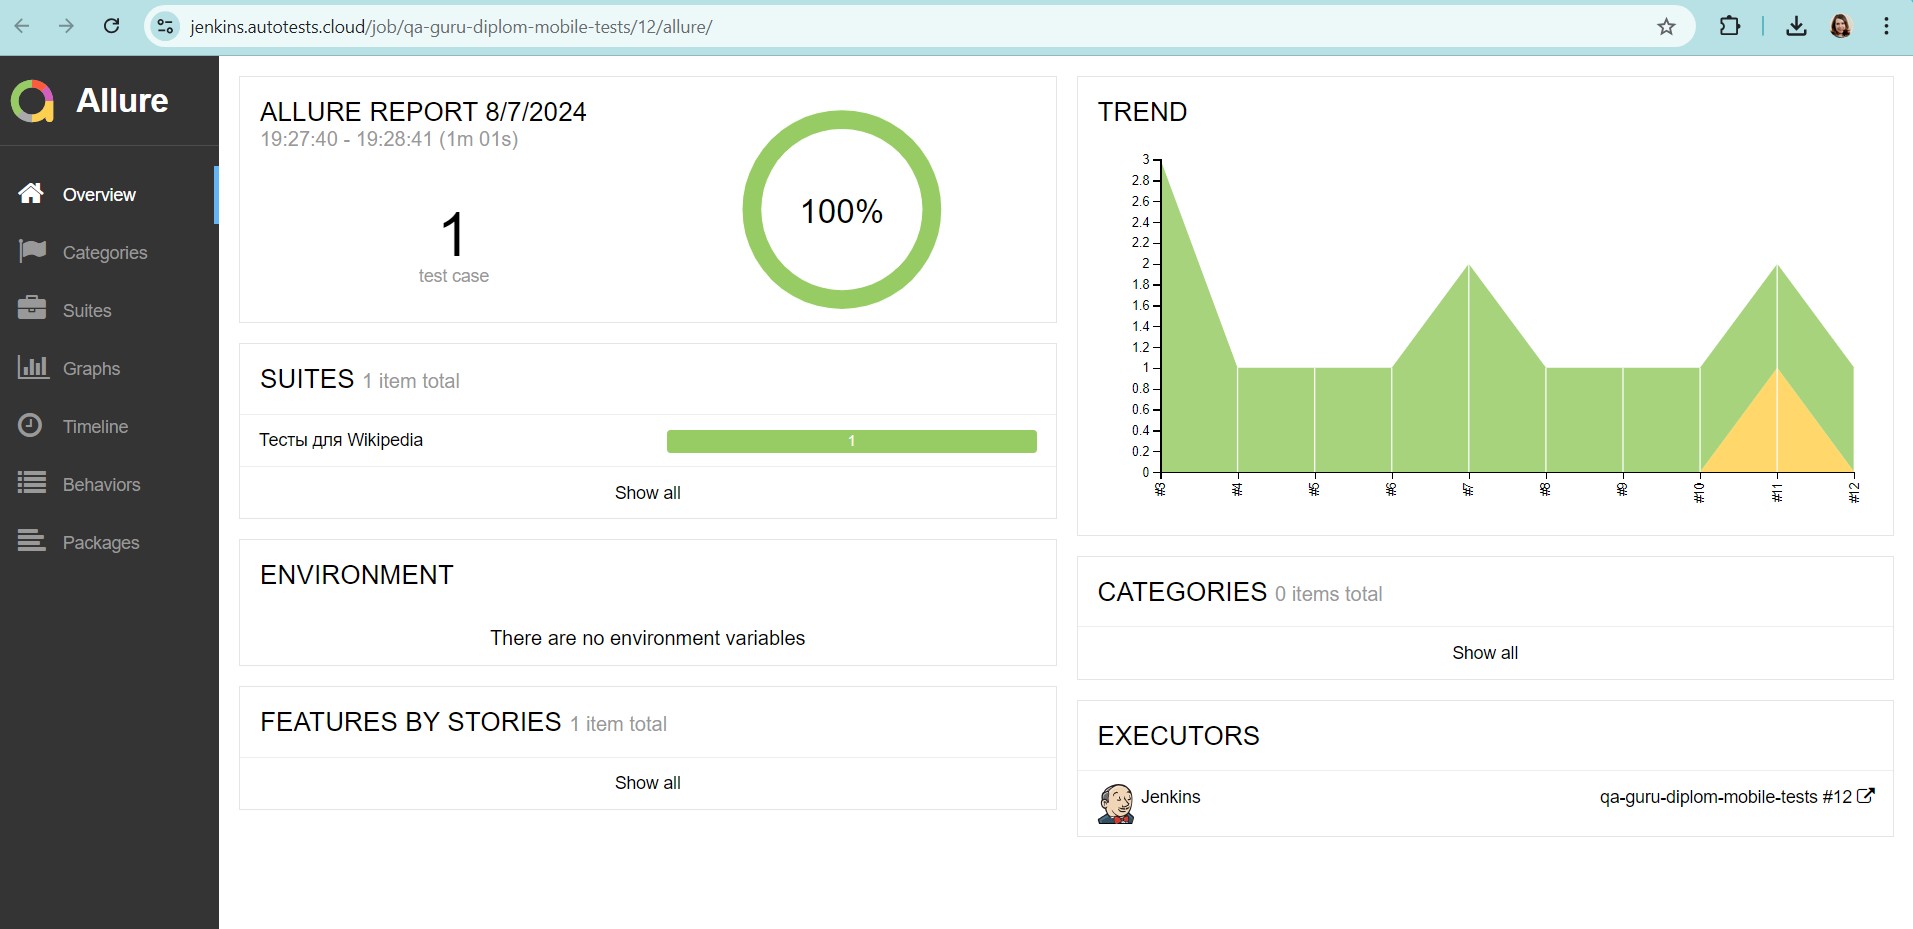 jenkins.autotests.cloud/job/qa-guru-diplom-mobile-tests/12/allure/
Allure
Overview
Categories
Suites
Graphs
Timeline
Behaviors
Packages
ALLURE REPORT 8/7/2024
19:27:40 - 19:28:41 (1m 01s)
1
test case
100%
SUITES 1 item total
Тесты для Wikipedia 1
Show all
ENVIRONMENT
There are no environment variables
FEATURES BY STORIES 1 item total
Show all
TREND
3
2.8
2.6
2.4
2.2
2
1.8
1.6
1.4
1.2
1
0.8
0.6
0.4
0.2
0
#3 #4 #5 #6 #7 #8 #9 #10 #11 #12
CATEGORIES 0 items total
Show all
EXECUTORS
Jenkins qa-guru-diplom-mobile-tests #12